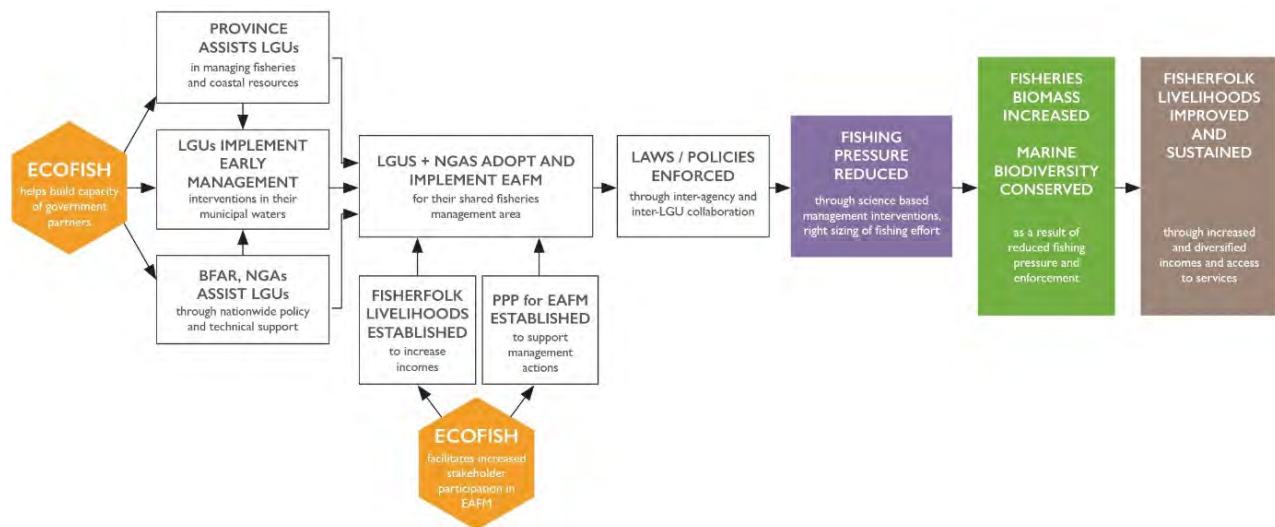 ECOFISH
helps build capacity
of government
partners
PROVINCE
ASSISTS LGUs
in managing fisheries
and coastal resources
LGUs IMPLEMENT
EARLY
MANAGEMENT
interventions in their
municipal waters
BFAR, NGAs
ASSIST LGUs
through nationwide policy
and technical support
LGUS + NGAS ADOPT AND
IMPLEMENT EAFM
for their shared fisheries
management area
FISHERFOLK
LIVELIHOODS
ESTABLISHED
to increase
incomes
PPP for EAFM
ESTABLISHED
to support
management
actions
ECOFISH
facilitates increased
stakeholder
participation in
EAFM
LAWS / POLICIES
ENFORCED
through inter-agency and
inter-LGU collaboration
FISHING
PRESSURE
REDUCED
through science based
management interventions,
right sizing of fishing effort
FISHERIES
BIOMASS
INCREASED
MARINE
BIODIVERSITY
CONSERVED
as a result of
reduced fishing
pressure and
enforcement
FISHERFOLK
LIVELIHOODS
IMPROVED
AND
SUSTAINED
through increased
and diversified
incomes and access
to services